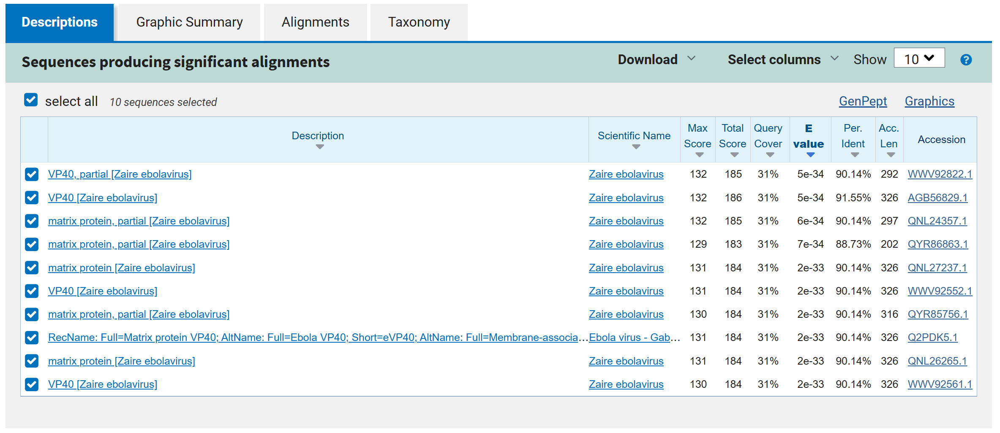 Descriptions Graphic Summary Alignments Taxonomy
Sequences producing significant alignments Download Select columns Show 10 ?
select all 10 sequences selected GenPept Graphics
Description Scientific Name Max Score Total Score Query Cover E value Per. Ident Acc. Len Accession
VP40, partial [Zaire ebolavirus] Zaire ebolavirus 132 185 31% 5e-34 90.14% 292 WWV92822.1
VP40 [Zaire ebolavirus] Zaire ebolavirus 132 186 31% 5e-34 91.55% 326 AGB56829.1
matrix protein, partial [Zaire ebolavirus] Zaire ebolavirus 132 185 31% 6e-34 90.14% 297 QNL24357.1
matrix protein, partial [Zaire ebolavirus] Zaire ebolavirus 129 183 31% 7e-34 88.73% 202 QYR86863.1
matrix protein [Zaire ebolavirus] Zaire ebolavirus 131 184 31% 2e-33 90.14% 326 QNL27237.1
VP40 [Zaire ebolavirus] Zaire ebolavirus 131 184 31% 2e-33 90.14% 326 WWV92552.1
matrix protein, partial [Zaire ebolavirus] Zaire ebolavirus 130 184 31% 2e-33 90.14% 316 QYR85756.1
RecName: Full=Matrix protein VP40; AltName: Full=Ebola VP40; Short=eVP40; AltName: Full=Membrane-associa... Ebola virus - Gab... 131 184 31% 2e-33 90.14% 326 Q2PDK5.1
matrix protein [Zaire ebolavirus] Zaire ebolavirus 131 184 31% 2e-33 90.14% 326 QNL26265.1
VP40 [Zaire ebolavirus] Zaire ebolavirus 130 184 31% 2e-33 90.14% 326 WWV92561.1